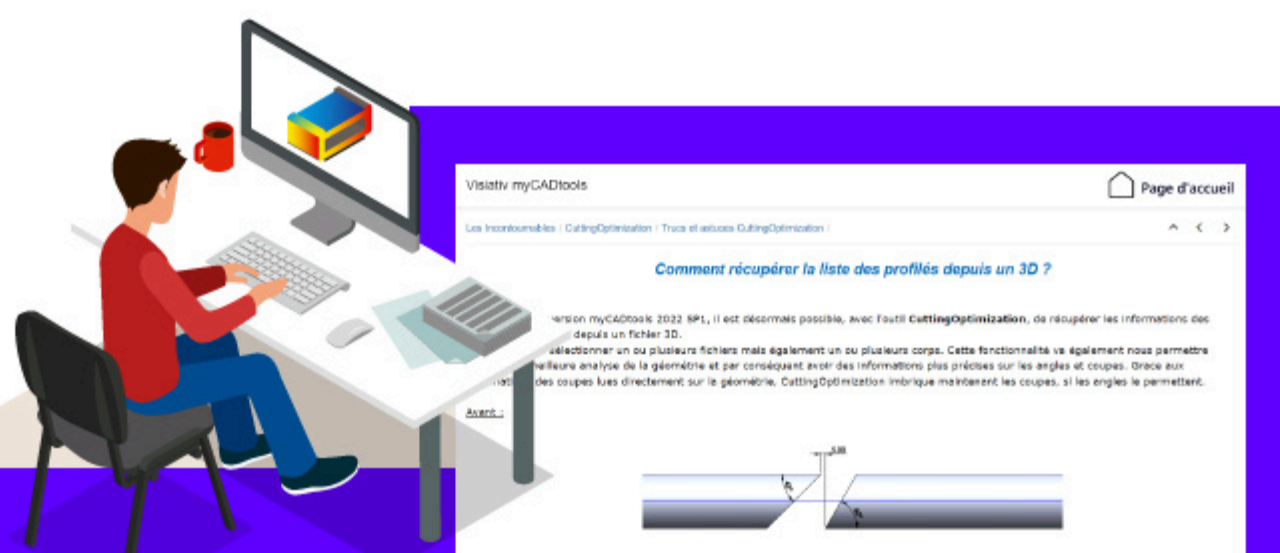 Visiativ myCADtools
Page d'accueil
Les Incontournables / CuttingOptimization / Trucs et astuces CuttingOptimization /
Comment récupérer la liste des profilés depuis un 3D ?
version myCADtools 2022 SP1, il est désormais possible, avec l'outil CuttingOptimization, de récupérer les informations des
depuis un fichier 3D.
sélectionner un ou plusieurs fichiers mais également un ou plusieurs corps. Cette fonctionnalité va également nous permettre
meilleure analyse de la géométrie et par conséquent avoir des informations plus précises sur les angles et coupes. Grace aux
des coupes lues directement sur la géométrie, CuttingOptimization imbrique maintenant les coupes, si les angles le permettent.
Avant :